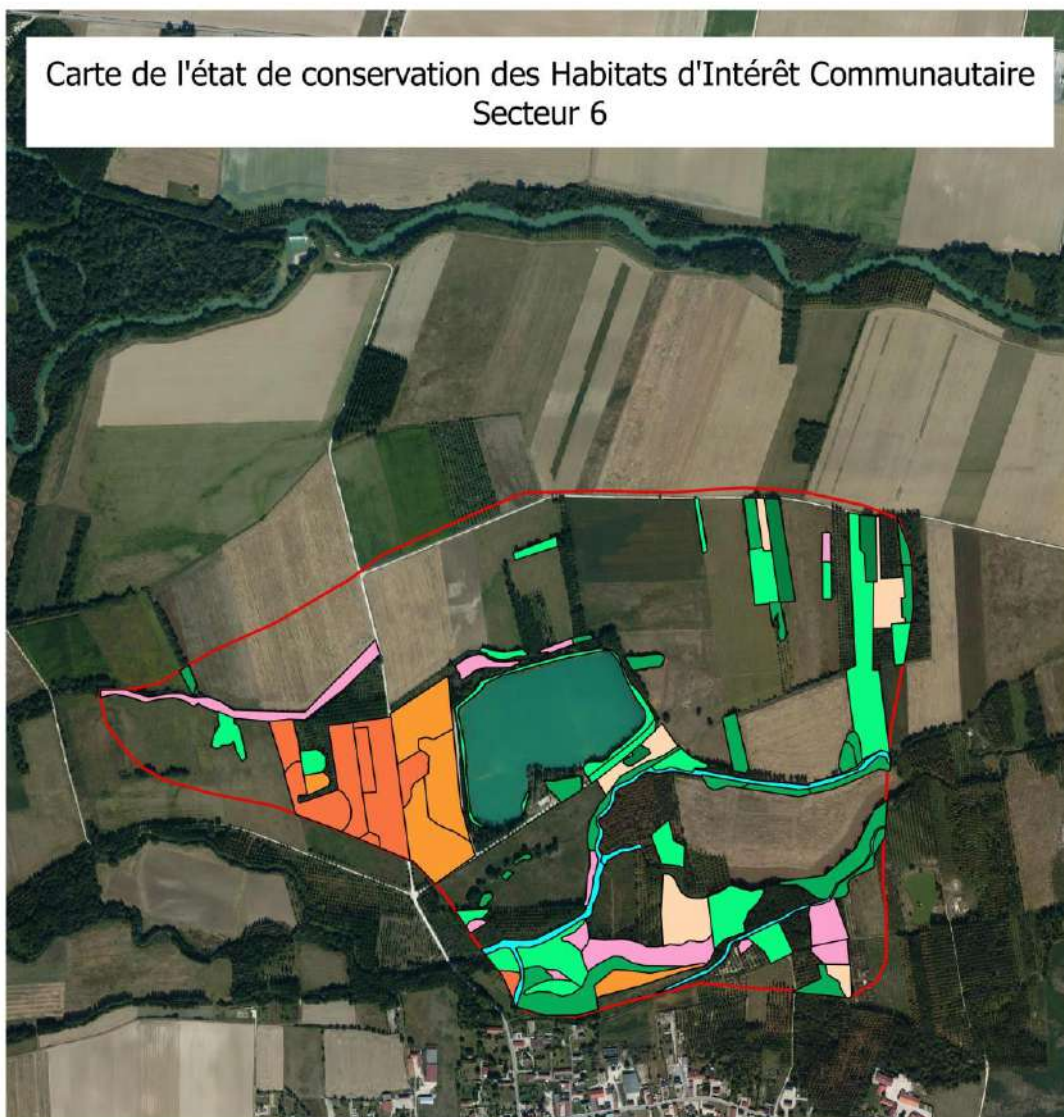 Carte de l'état de conservation des Habitats d'Intérêt Communautaire
Secteur 6